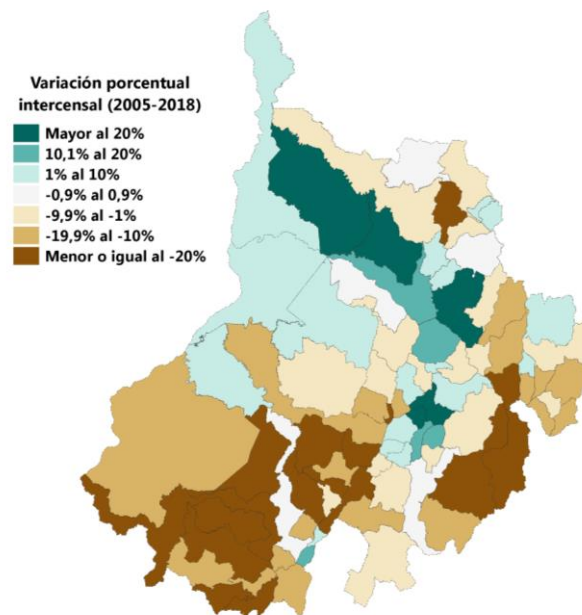 Variación porcentual
intercensal (2005-2018)
Mayor al 20%
10,1% al 20%
1% al 10%
-0,9% al 0,9%
-9,9% al -1%
-19,9% al -10%
Menor o igual al -20%